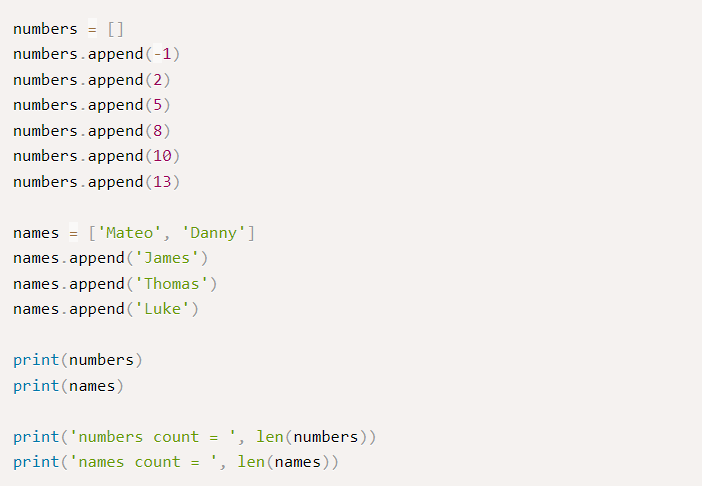 numbers = []
numbers.append(-1)
numbers.append(2)
numbers.append(5)
numbers.append(8)
numbers.append(10)
numbers.append(13)
names = ['Mateo', 'Danny']
names.append('James')
names.append('Thomas')
names.append('Luke')
print(numbers)
print(names)
print('numbers count = ', len(numbers))
print('names count = ', len(names))